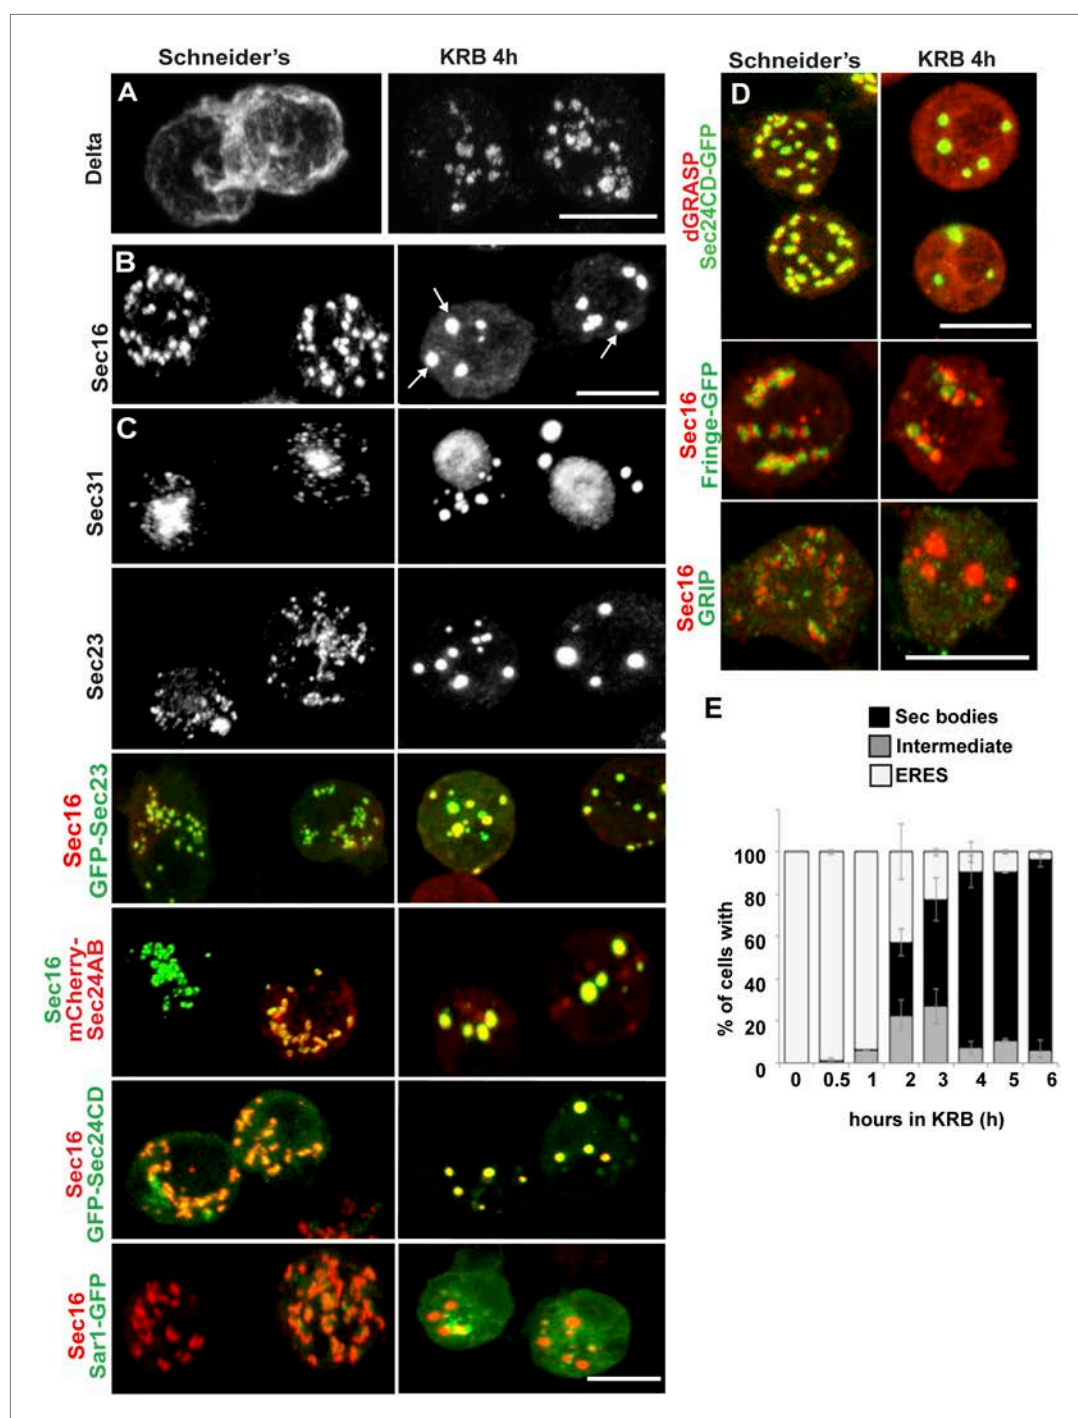 Schneider's
KRB 4h
A
Delta
B
Sec16
C
Sec31
Sec23
Sec16
GFP-Sec23
Sec16
mCherry-
Sec24AB
Sec16
GFP-Sec24CD
Sec16
Sar1-GFP
Schneider's
KRB 4h
D
dGRASP
Sec24CD-GFP
Sec16
Fringe-GFP
Sec16
GRIP
E
Sec bodies
Intermediate
ERES
% of cells with
100
80
60
40
20
0
0 0.5 1 2 3 4 5 6
hours in KRB (h)